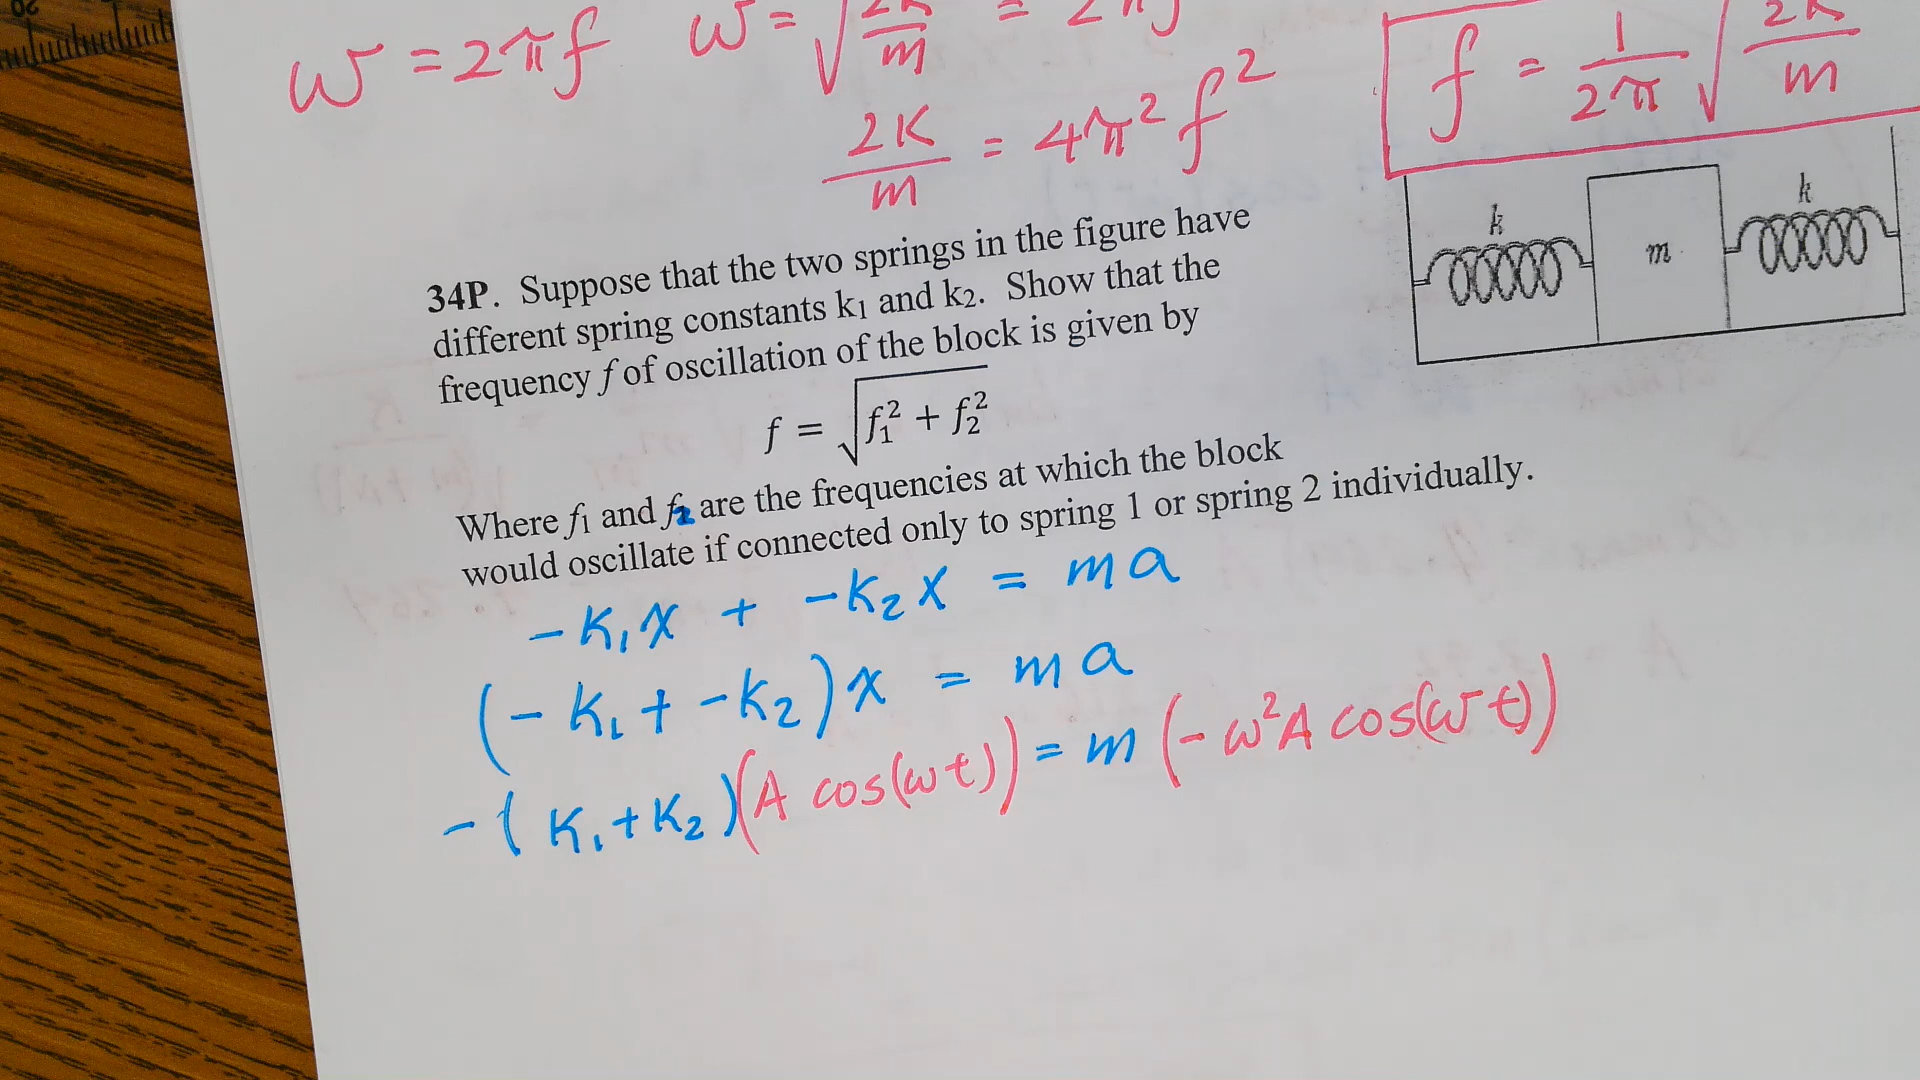 ω = 2πf ω = √2K/m = 2πf
f = 1/2π √2K/m
2K/m = 4π² f²
k
k
m
34P. Suppose that the two springs in the figure have
different spring constants k₁ and k₂. Show that the
frequency f of oscillation of the block is given by
f = √f₁² + f₂²
Where f₁ and f₂ are the frequencies at which the block
would oscillate if connected only to spring 1 or spring 2 individually.
-K₁x + -K₂x = ma
(-K₁ + -K₂)x = ma
-(K₁+K₂)(A cos(ωt)) = m(-ω²A cos(ωt))